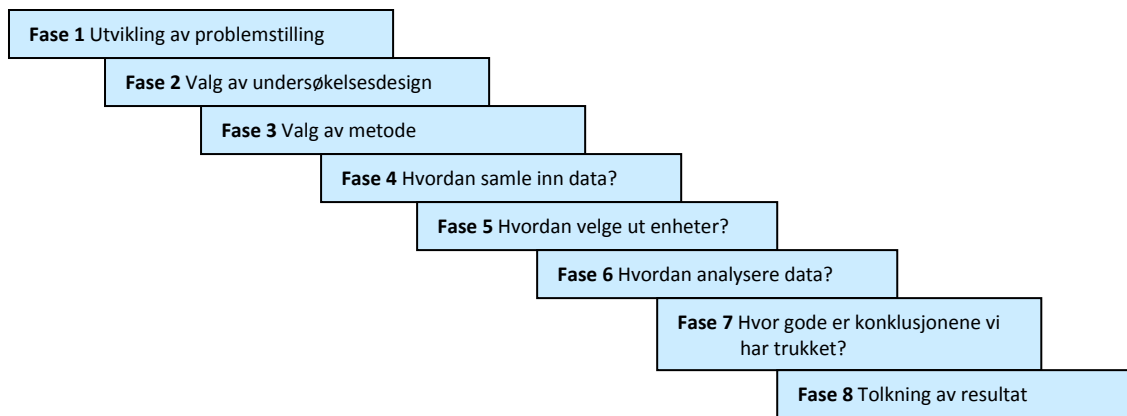 Fase 1 Utvikling av problemstilling
Fase 2 Valg av undersøkelsesdesign
Fase 3 Valg av metode
Fase 4 Hvordan samle inn data?
Fase 5 Hvordan velge ut enheter?
Fase 6 Hvordan analysere data?
Fase 7 Hvor gode er konklusjonene vi
har trukket?
Fase 8 Tolkning av resultat